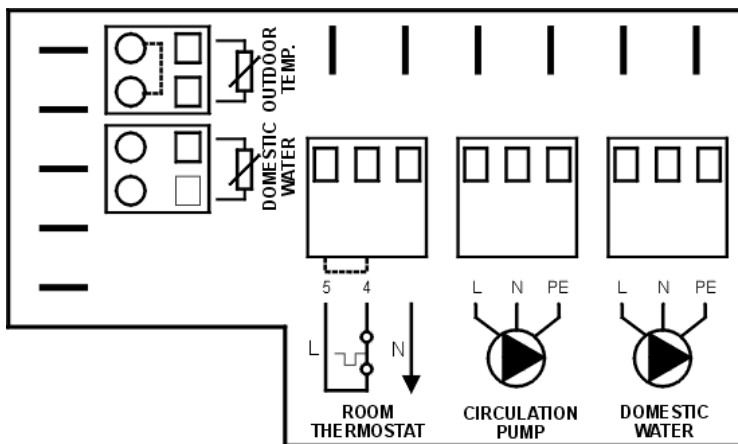 OUTDOOR
TEMP.
DOMESTIC
WATER
5 4
L N
L N PE
L N PE
ROOM
THERMOSTAT
CIRCULATION
PUMP
DOMESTIC
WATER